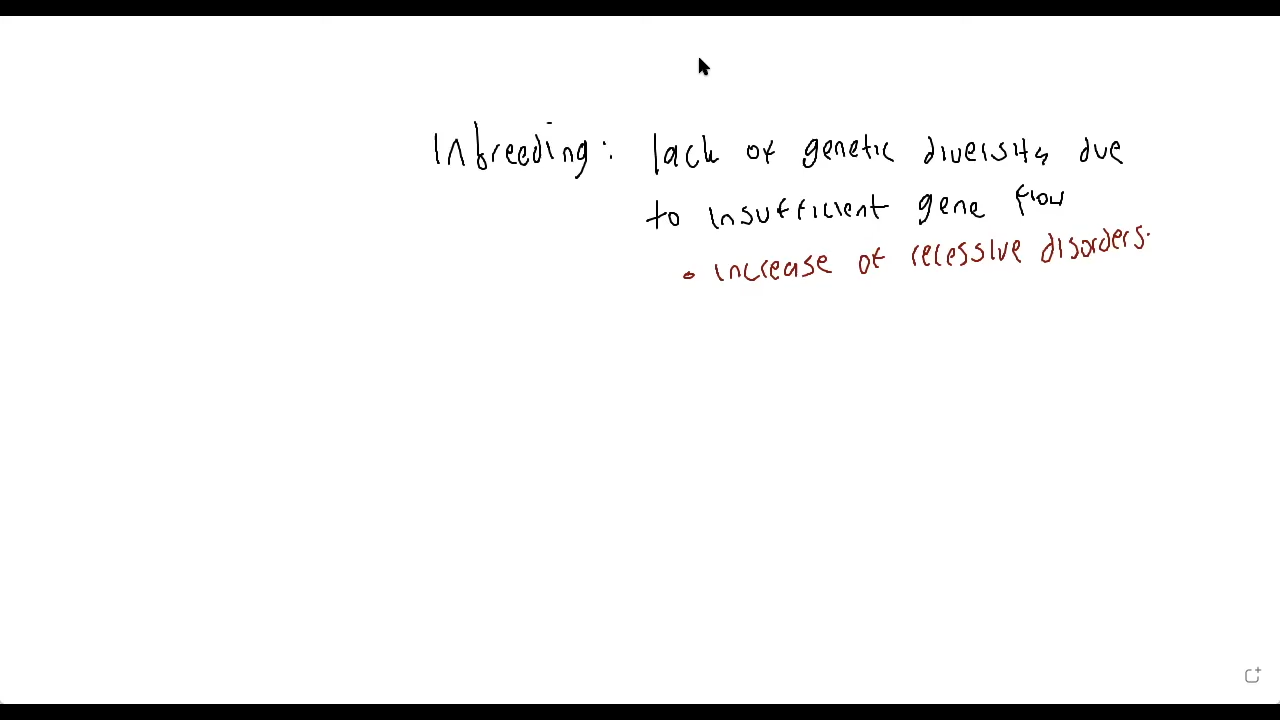 Inbreeding: lack of genetic diversity due
to insufficient gene flow
• increase of recessive disorders.